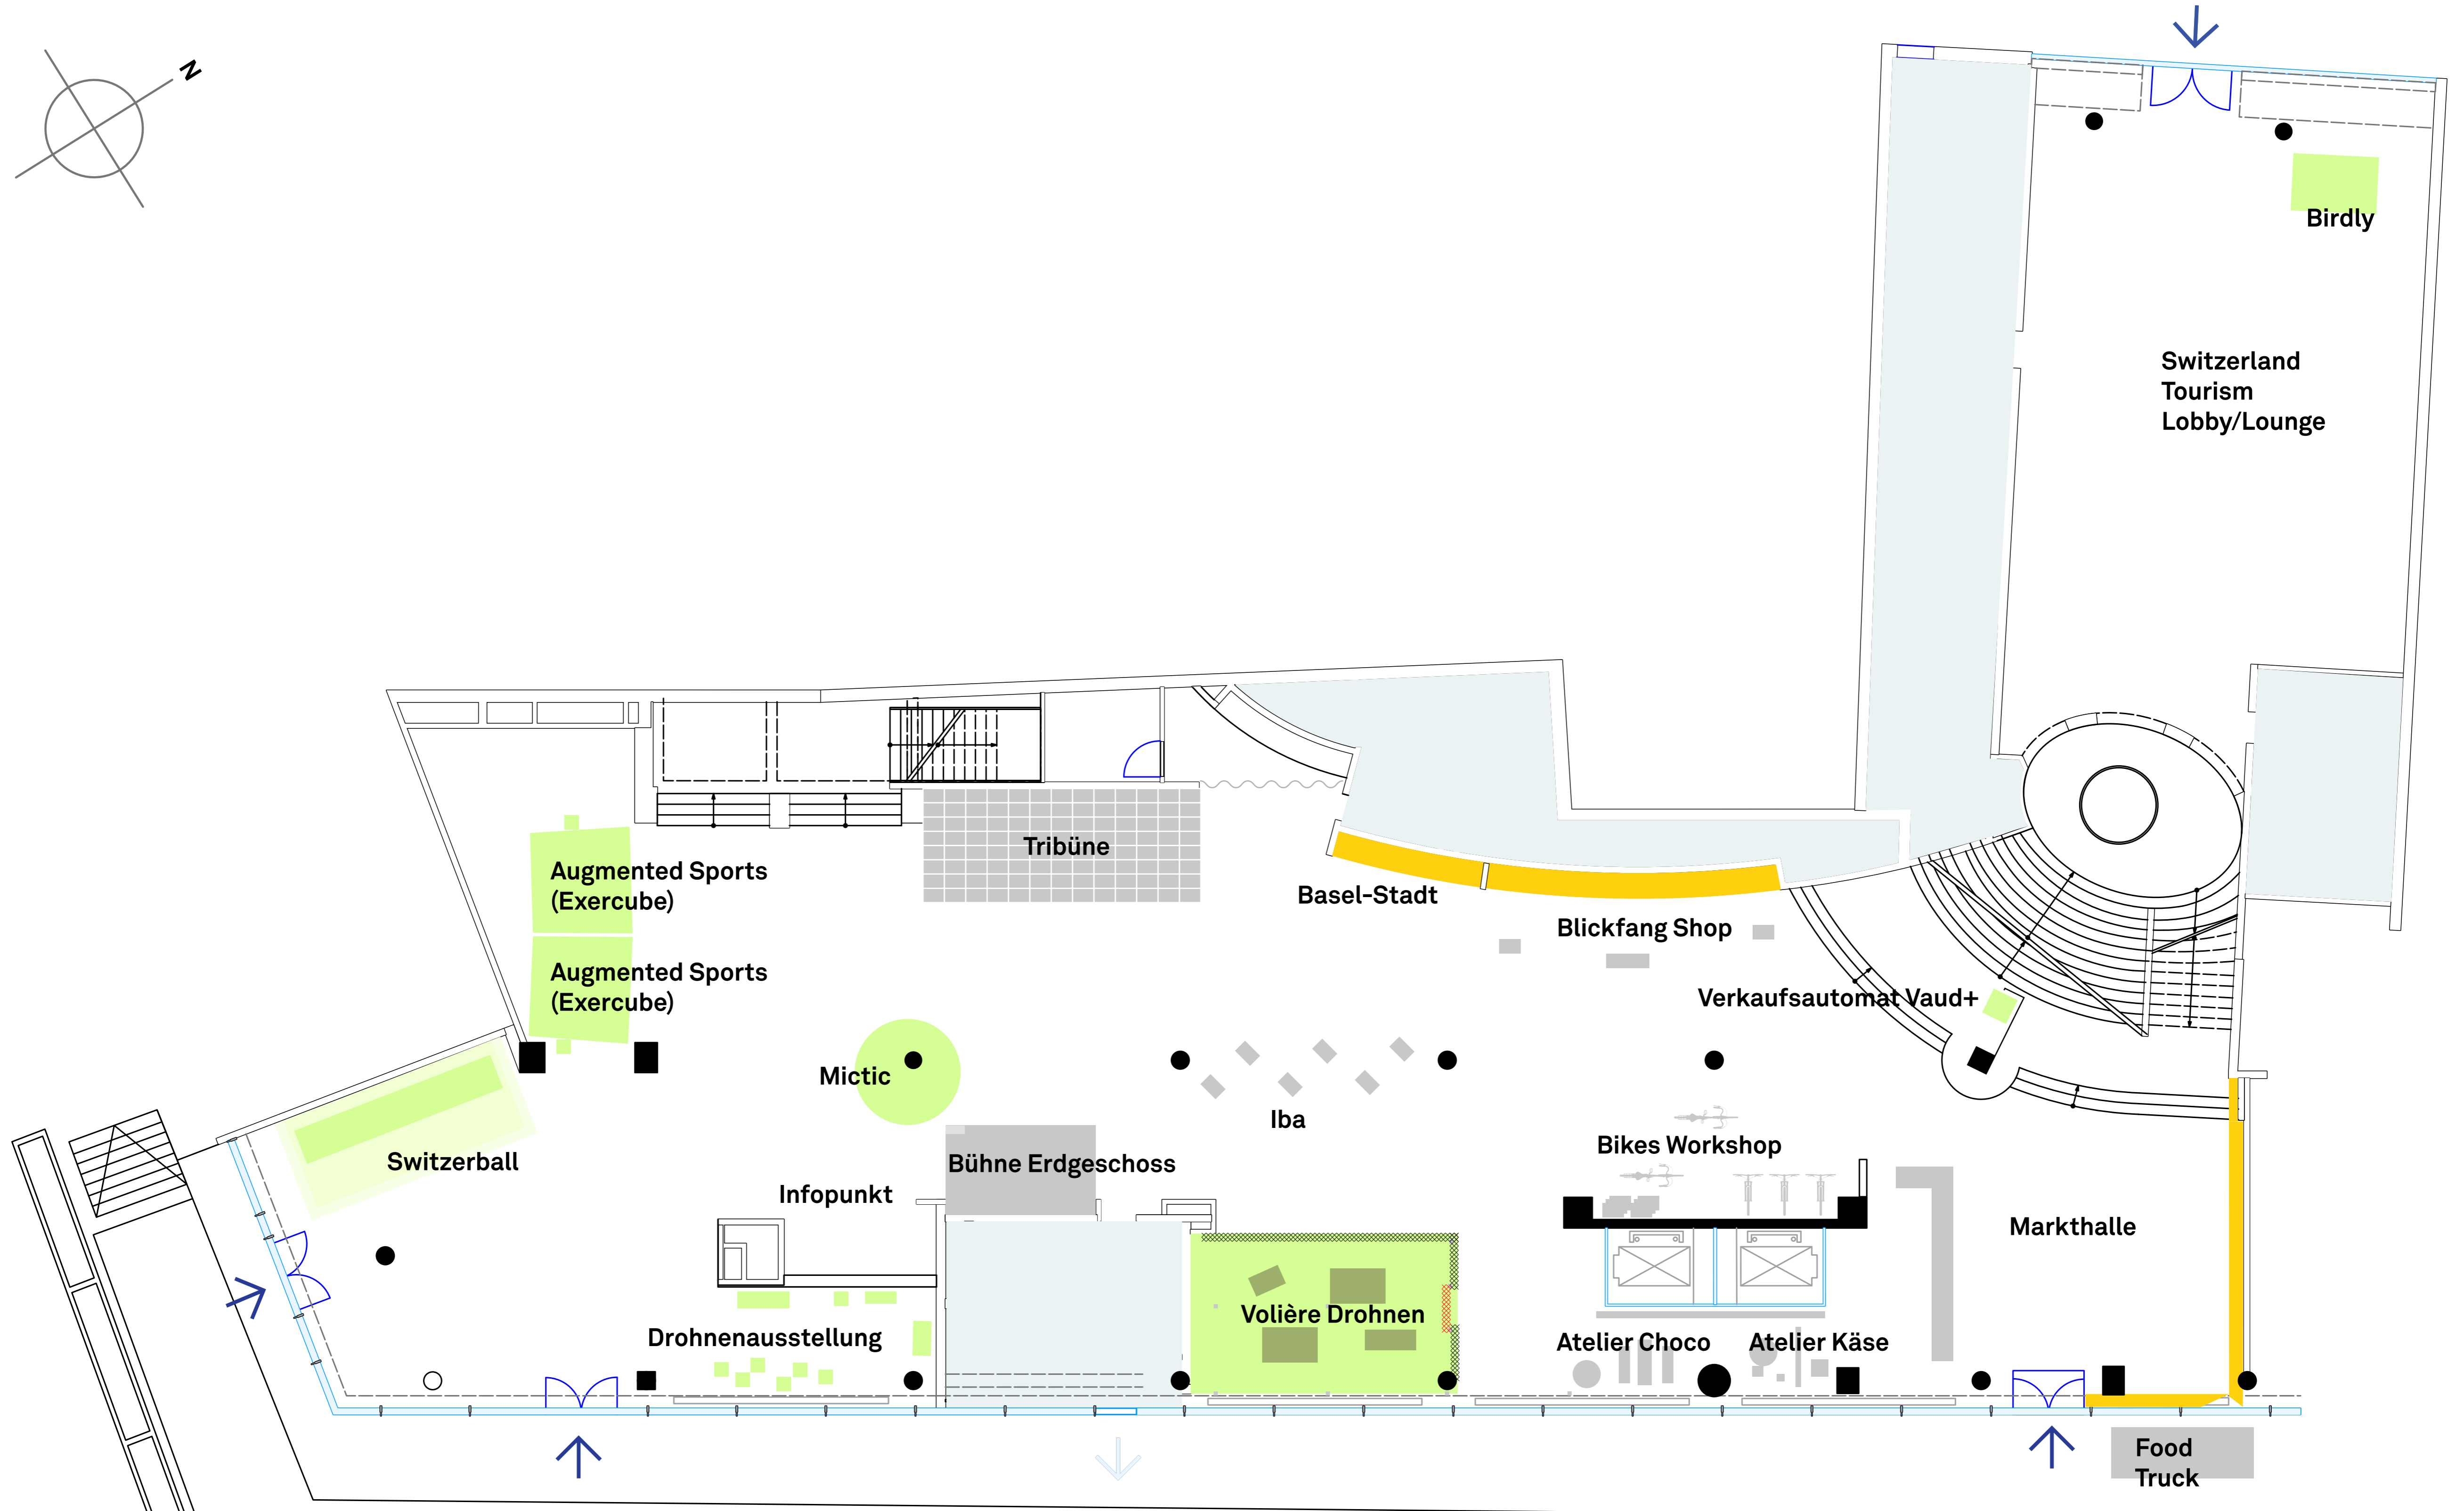 N
Birdly
Switzerland
Tourism
Lobby/Lounge
Tribüne
Augmented Sports
(Exercube)
Basel-Stadt
Blickfang Shop
Augmented Sports
(Exercube)
Verkaufsautomat Vaud+
Mictic
Iba
Bikes Workshop
Switzerball
Bühne Erdgeschoss
Infopunkt
Markthalle
Volière Drohnen
Drohnenausstellung
Atelier Choco
Atelier Käse
Food
Truck